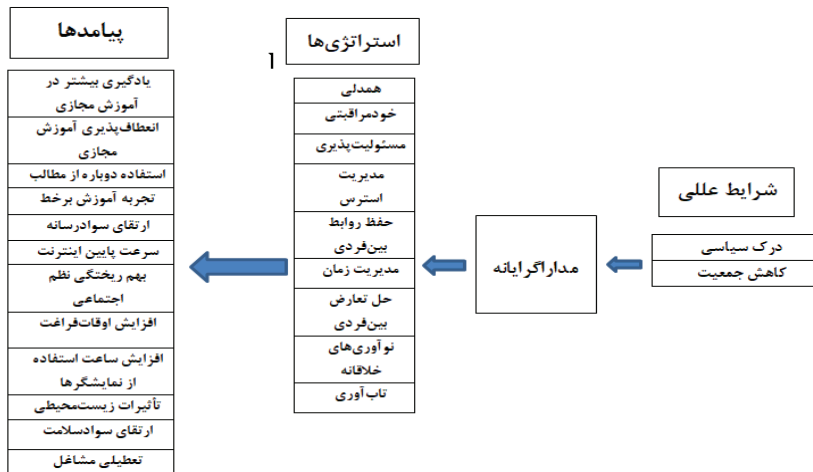 شرایط عللی
درک سیاسی
کاهش جمعیت
مداراگرایانه
استراتژی‌ها
همدلی
خودمراقبتی
مسئولیت‌پذیری
مدیریت
استرس
حفظ روابط
بین‌فردی
مدیریت زمان
حل تعارض
بین‌فردی
نوآوری‌های
خلاقانه
تاب‌آوری
پیامدها
یادگیری بیشتر در
آموزش مجازی
انعطاف‌پذیری آموزش
مجازی
استفاده دوباره از مطالب
تجربه آموزش برخط
ارتقای سوادرسانه
سرعت پایین اینترنت
بهم ریختگی نظم
اجتماعی
افزایش اوقات‌فراغت
افزایش ساعت استفاده
از نمایشگرها
تأثیرات زیست‌محیطی
ارتقای سوادسلامت
تعطیلی مشاغل